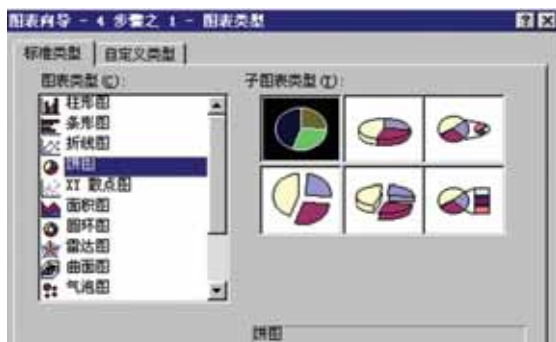 图表向导 - 4 步骤之 1 - 图表类型
标准类型 自定义类型
图表类型(C): 子图表类型(T):
柱形图
条形图
折线图
饼图
XY 散点图
面积图
圆环图
雷达图
曲面图
气泡图
饼图